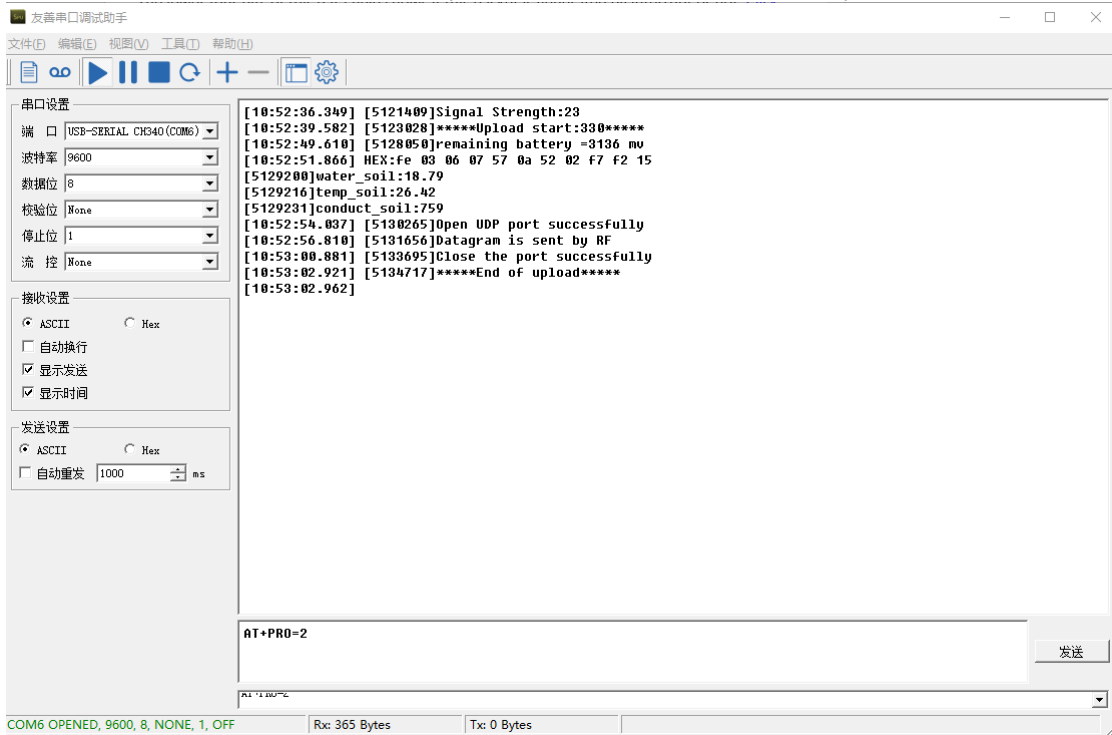 友善串口调试助手
文件(F) 编辑(E) 视图(V) 工具(T) 帮助(H)
串口设置
端 口 USB-SERIAL CH340(COM6)
波特率 9600
数据位 8
校验位 None
停止位 1
流 控 None
接收设置
ASCII Hex
自动换行
显示发送
显示时间
发送设置
ASCII Hex
自动重发 1000 ms
[10:52:36.349] [5121409]Signal Strength:23
[10:52:39.582] [5123028]*****Upload start:330*****
[10:52:49.610] [5128050]remaining battery =3136 mv
[10:52:51.866] HEX:fe 03 06 07 57 0a 52 02 f7 f2 15
[5129200]water_soil:18.79
[5129216]temp_soil:26.42
[5129231]conduct_soil:759
[10:52:54.037] [5130265]Open UDP port successfully
[10:52:56.810] [5131656]Datagram is sent by RF
[10:53:00.881] [5133695]Close the port successfully
[10:53:02.921] [5134717]*****End of upload*****
[10:53:02.962]
AT+PRO=2
发送
AT+PRO=2
COM6 OPENED, 9600, 8, NONE, 1, OFF Rx: 365 Bytes Tx: 0 Bytes